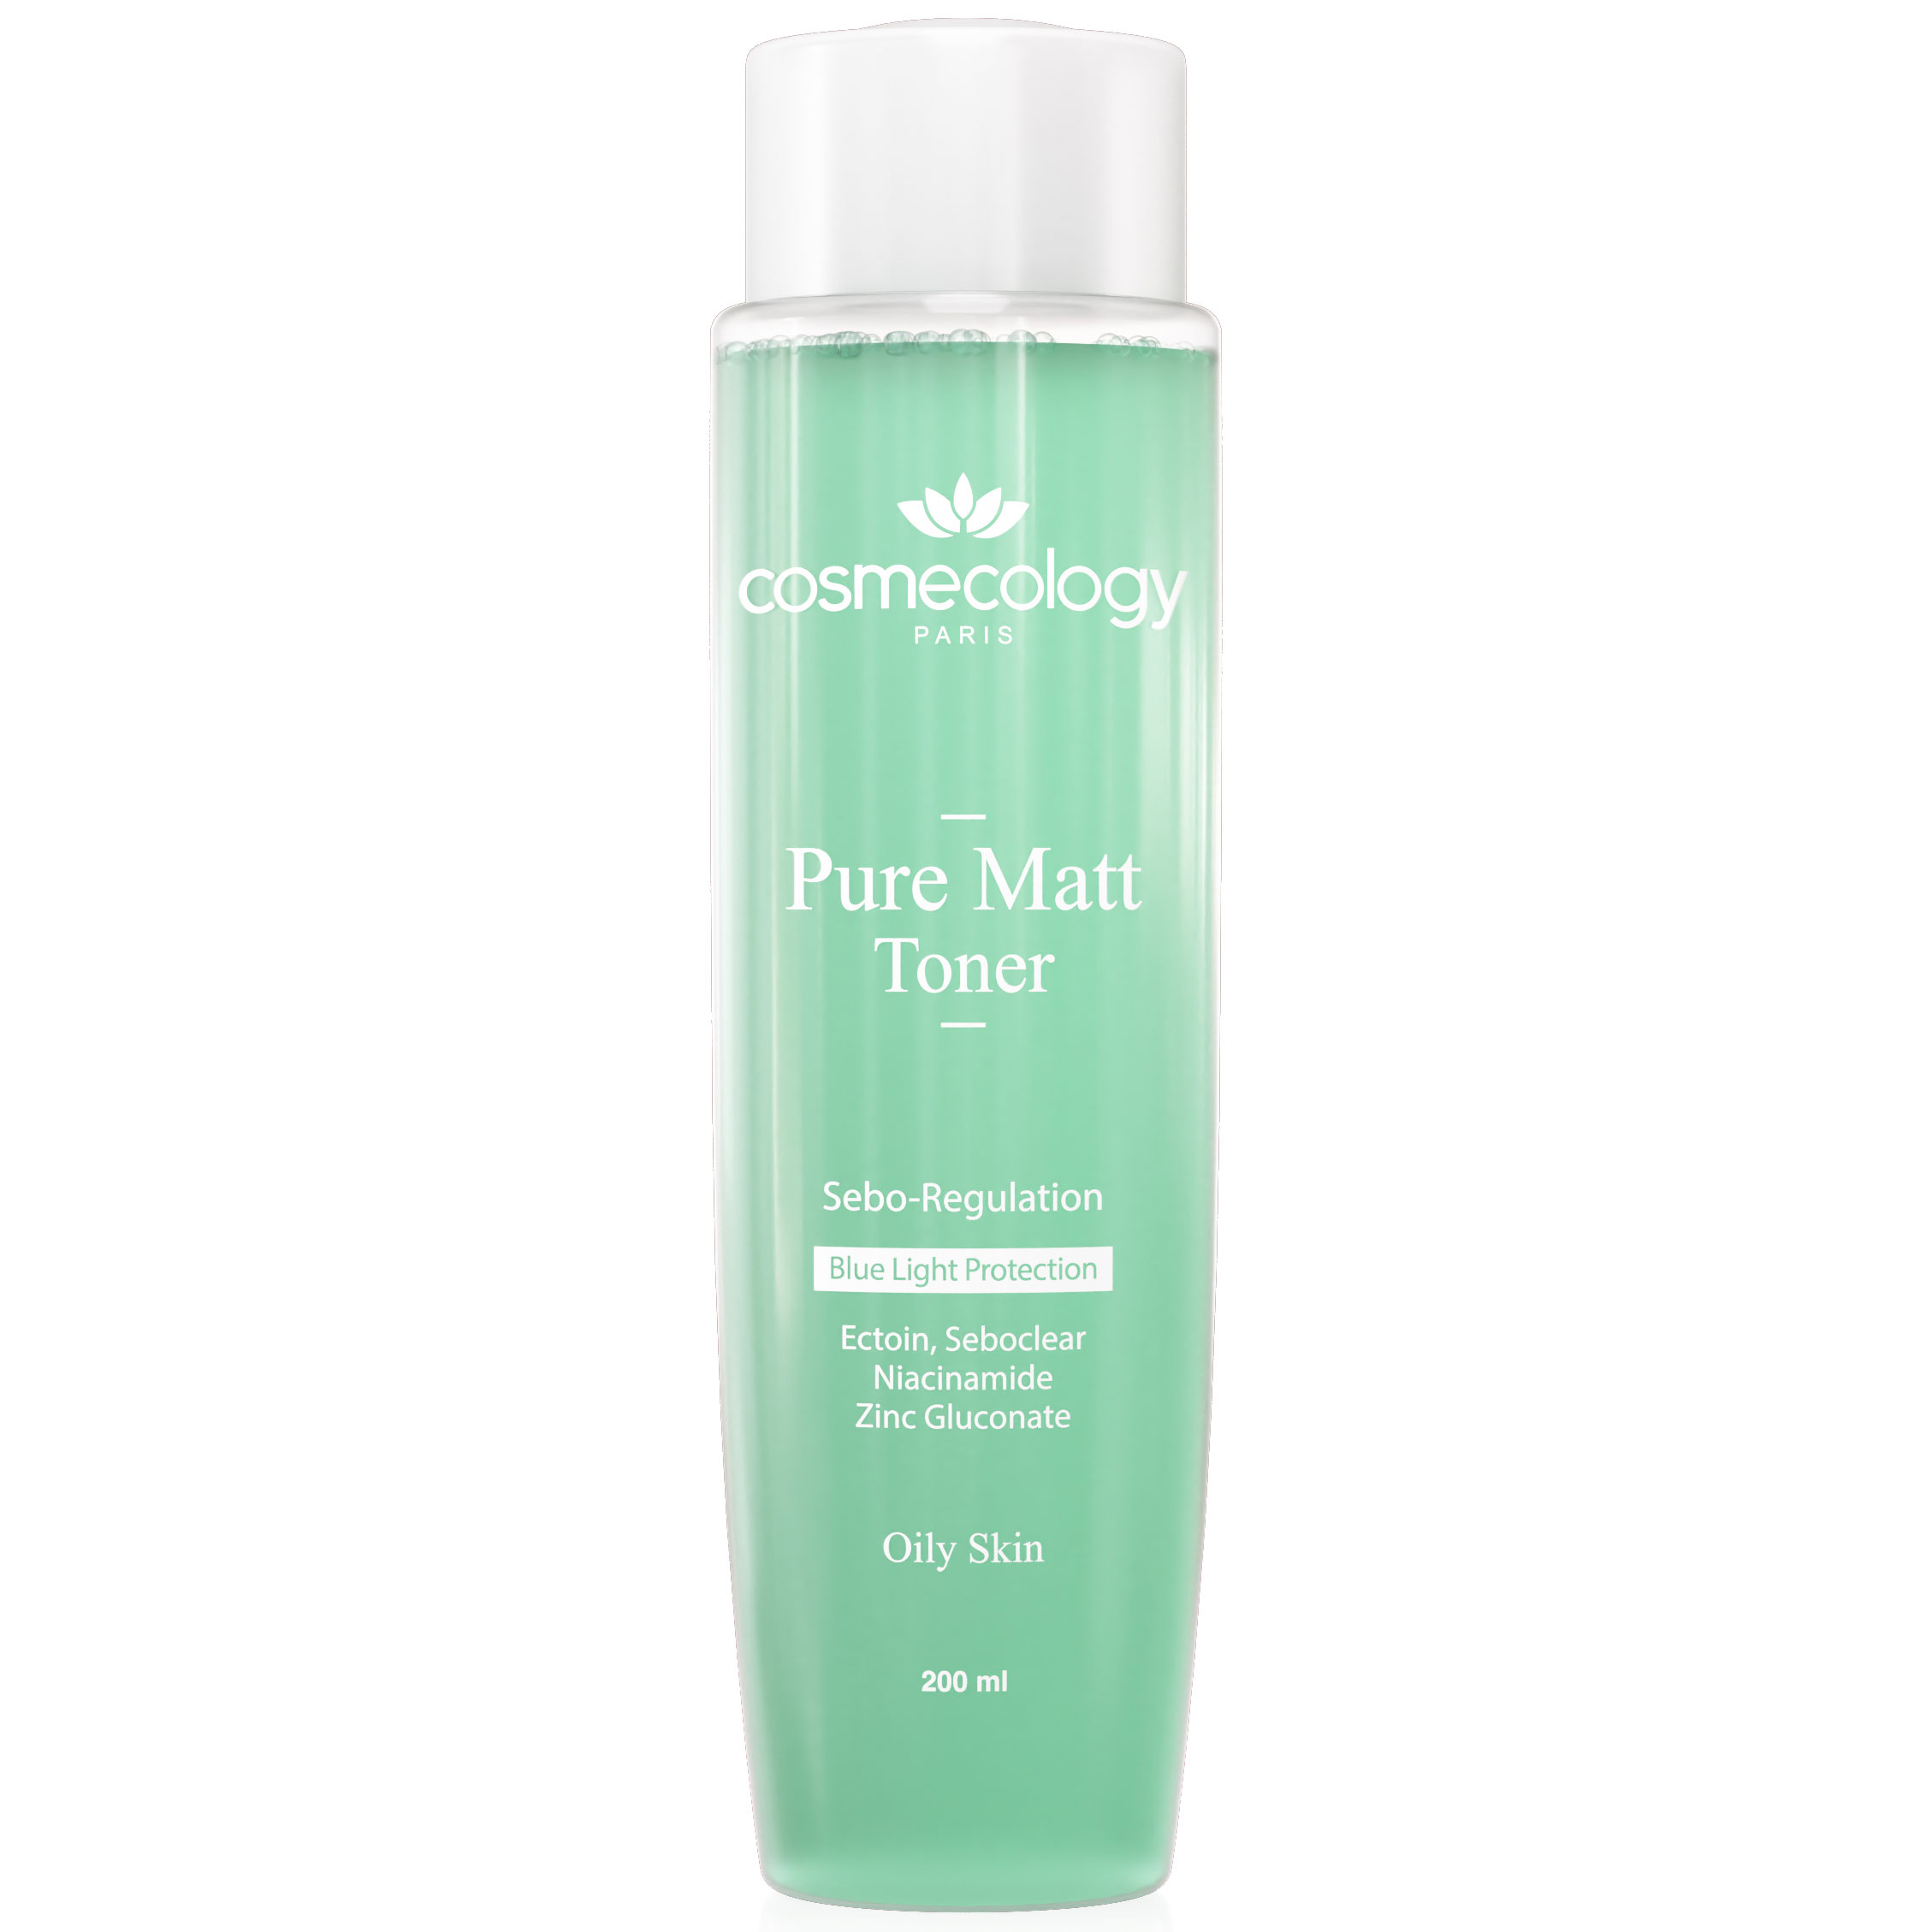 cosmecology
PARIS
Pure Matt
Toner
Sebo-Regulation
Blue Light Protection
Ectoin, Seboclear
Niacinamide
Zinc Gluconate
Oily Skin
200 ml